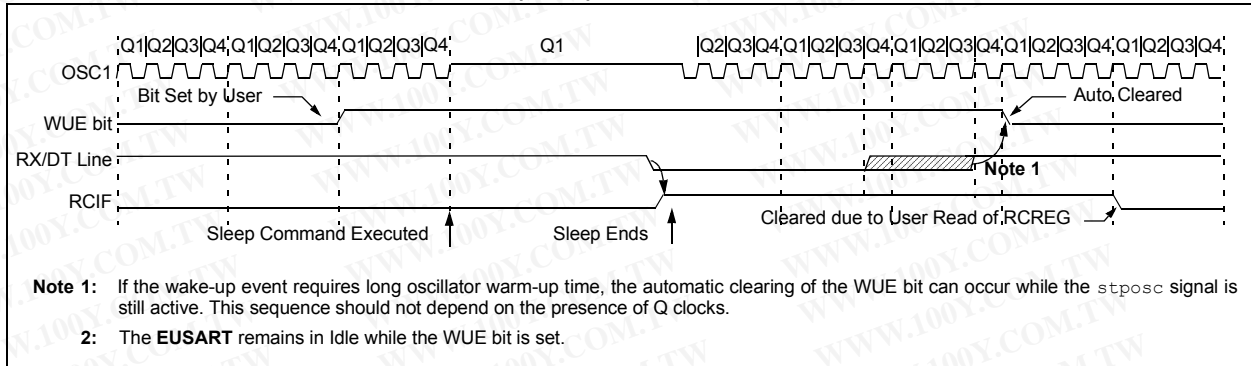 Q1|Q2|Q3|Q4|Q1|Q2|Q3|Q4|Q1|Q2|Q3|Q4 Q1 Q2|Q3|Q4|Q1|Q2|Q3|Q4|Q1|Q2|Q3|Q4|Q1|Q2|Q3|Q4|Q1|Q2|Q3|Q4
OSC1
Bit Set by User
Auto Cleared
WUE bit
RX/DT Line
Note 1
RCIF
Cleared due to User Read of RCREG
Sleep Command Executed
Sleep Ends
Note 1: If the wake-up event requires long oscillator warm-up time, the automatic clearing of the WUE bit can occur while the stposc signal is
still active. This sequence should not depend on the presence of Q clocks.
2: The EUSART remains in Idle while the WUE bit is set.
WWW.100Y.COM.TW